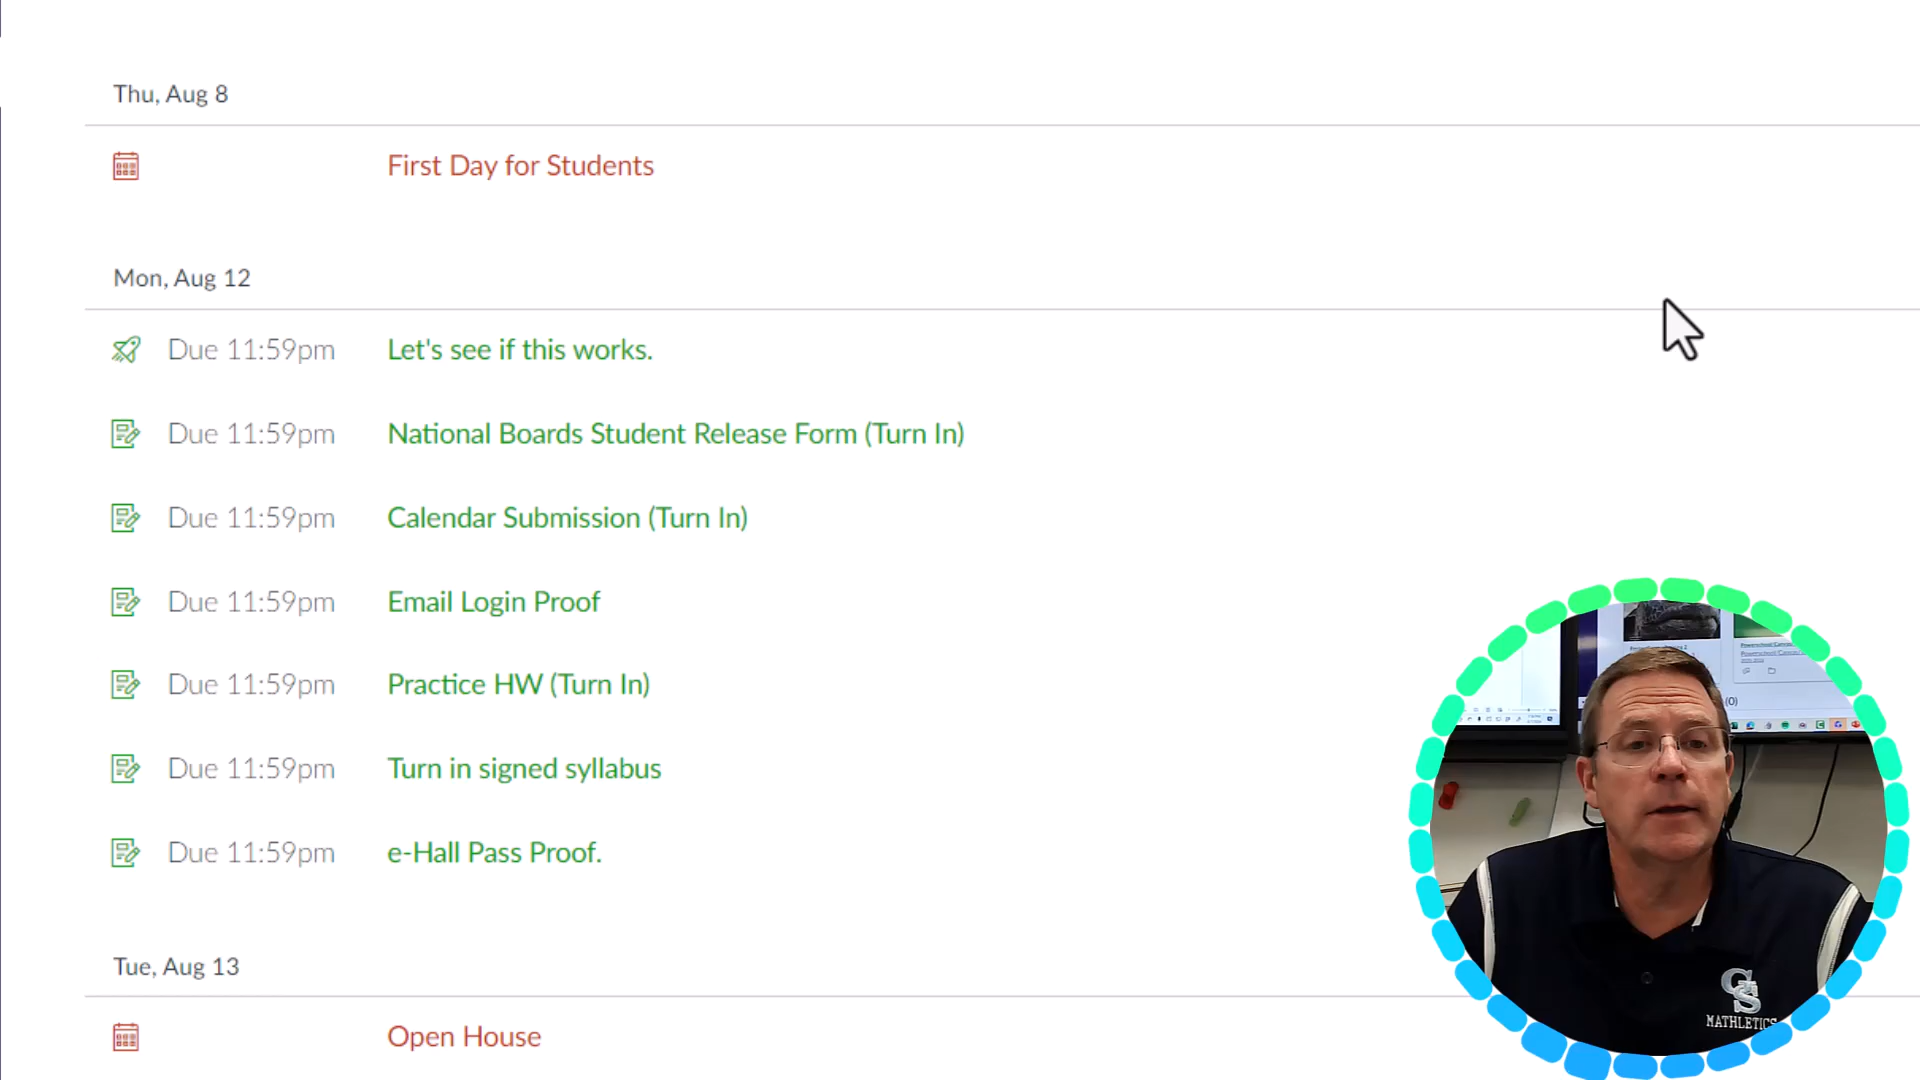 Thu, Aug 8
First Day for Students
Mon, Aug 12
Due 11:59pm Let's see if this works.
Due 11:59pm National Boards Student Release Form (Turn In)
Due 11:59pm Calendar Submission (Turn In)
Due 11:59pm Email Login Proof
Due 11:59pm Practice HW (Turn In)
Due 11:59pm Turn in signed syllabus
Due 11:59pm e-Hall Pass Proof.
Tue, Aug 13
Open House
(0)
GS
MATHLETICS